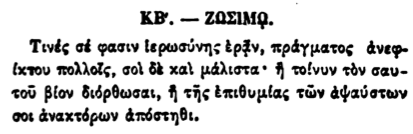 ΚΒʹ. — ΖΩΣΙΜῼ.
Τινές σέ φασιν ἱερωσύνης ἐρᾶν, πράγματος ἀνεφ-
ίκτου πολλοῖς, σοὶ δὲ καὶ μάλιστα· ἢ τοίνυν τὸν σαυ-
τοῦ βίον διόρθωσαι, ἢ τῆς ἐπιθυμίας τῶν ἀψαύστων
σοι ἀνακτόρων ἀπόστηθι.